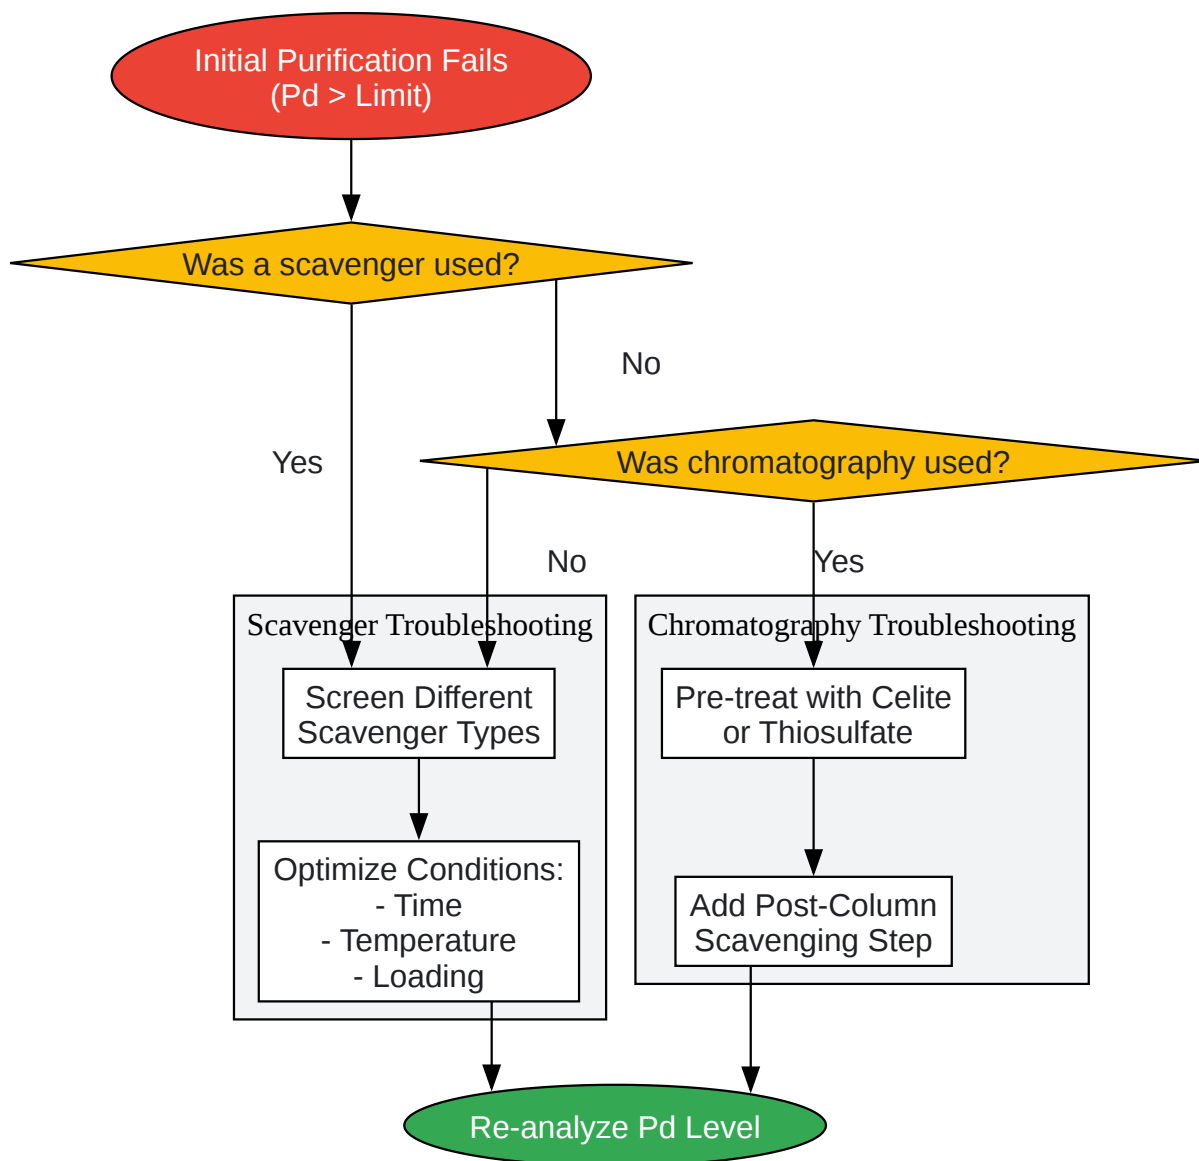 Initial Purification Fails
(Pd > Limit)
Was a scavenger used?
No
Yes
Was chromatography used?
No
Yes
Scavenger Troubleshooting
Chromatography Troubleshooting
Screen Different
Scavenger Types
Pre-treat with Celite
or Thiosulfate
Optimize Conditions:
- Time
- Temperature
- Loading
Add Post-Column
Scavenging Step
Re-analyze Pd Level